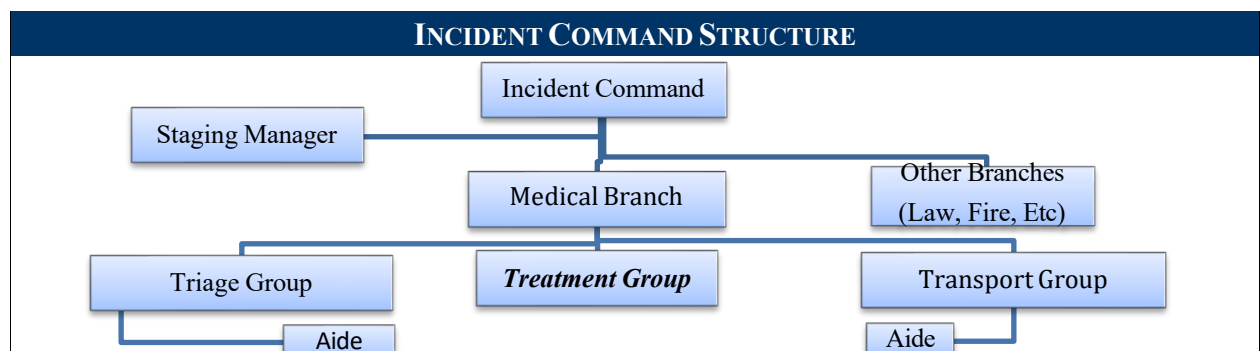 INCIDENT COMMAND STRUCTURE
Incident Command
Staging Manager
Medical Branch
Other Branches
(Law, Fire, Etc)
Triage Group
Treatment Group
Transport Group
Aide
Aide